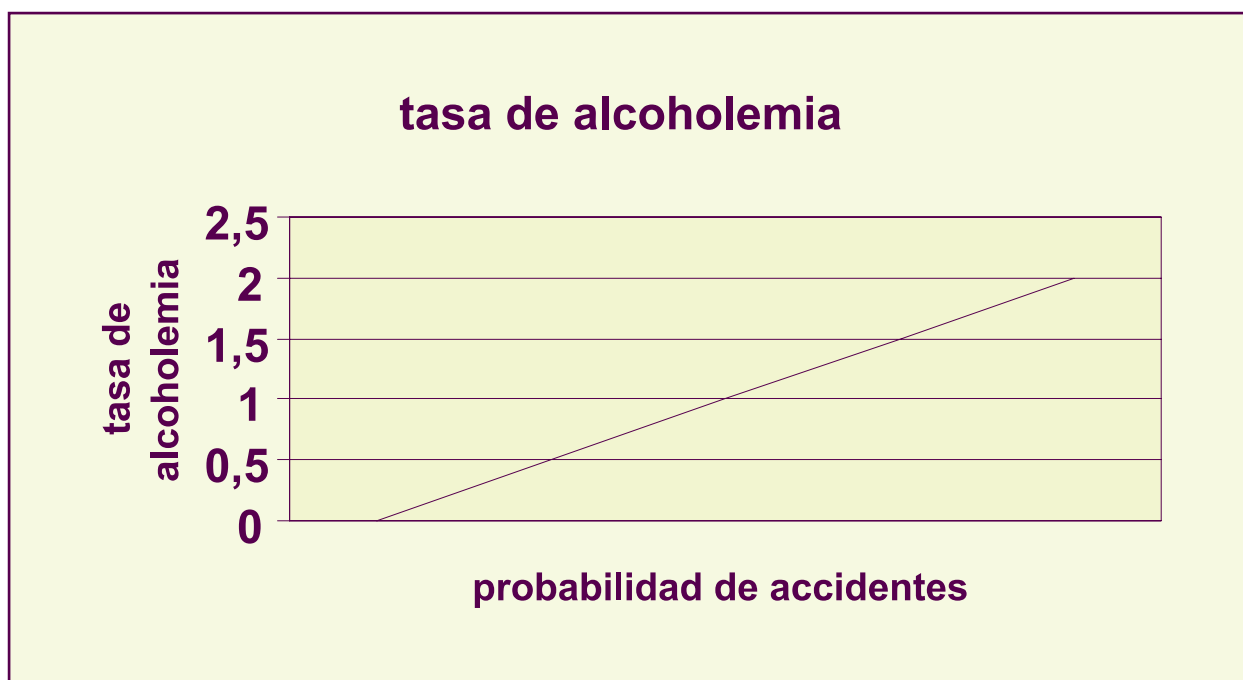 tasa de alcoholemia
tasa de
alcoholemia
2,5
2
1,5
1
0,5
0
probabilidad de accidentes